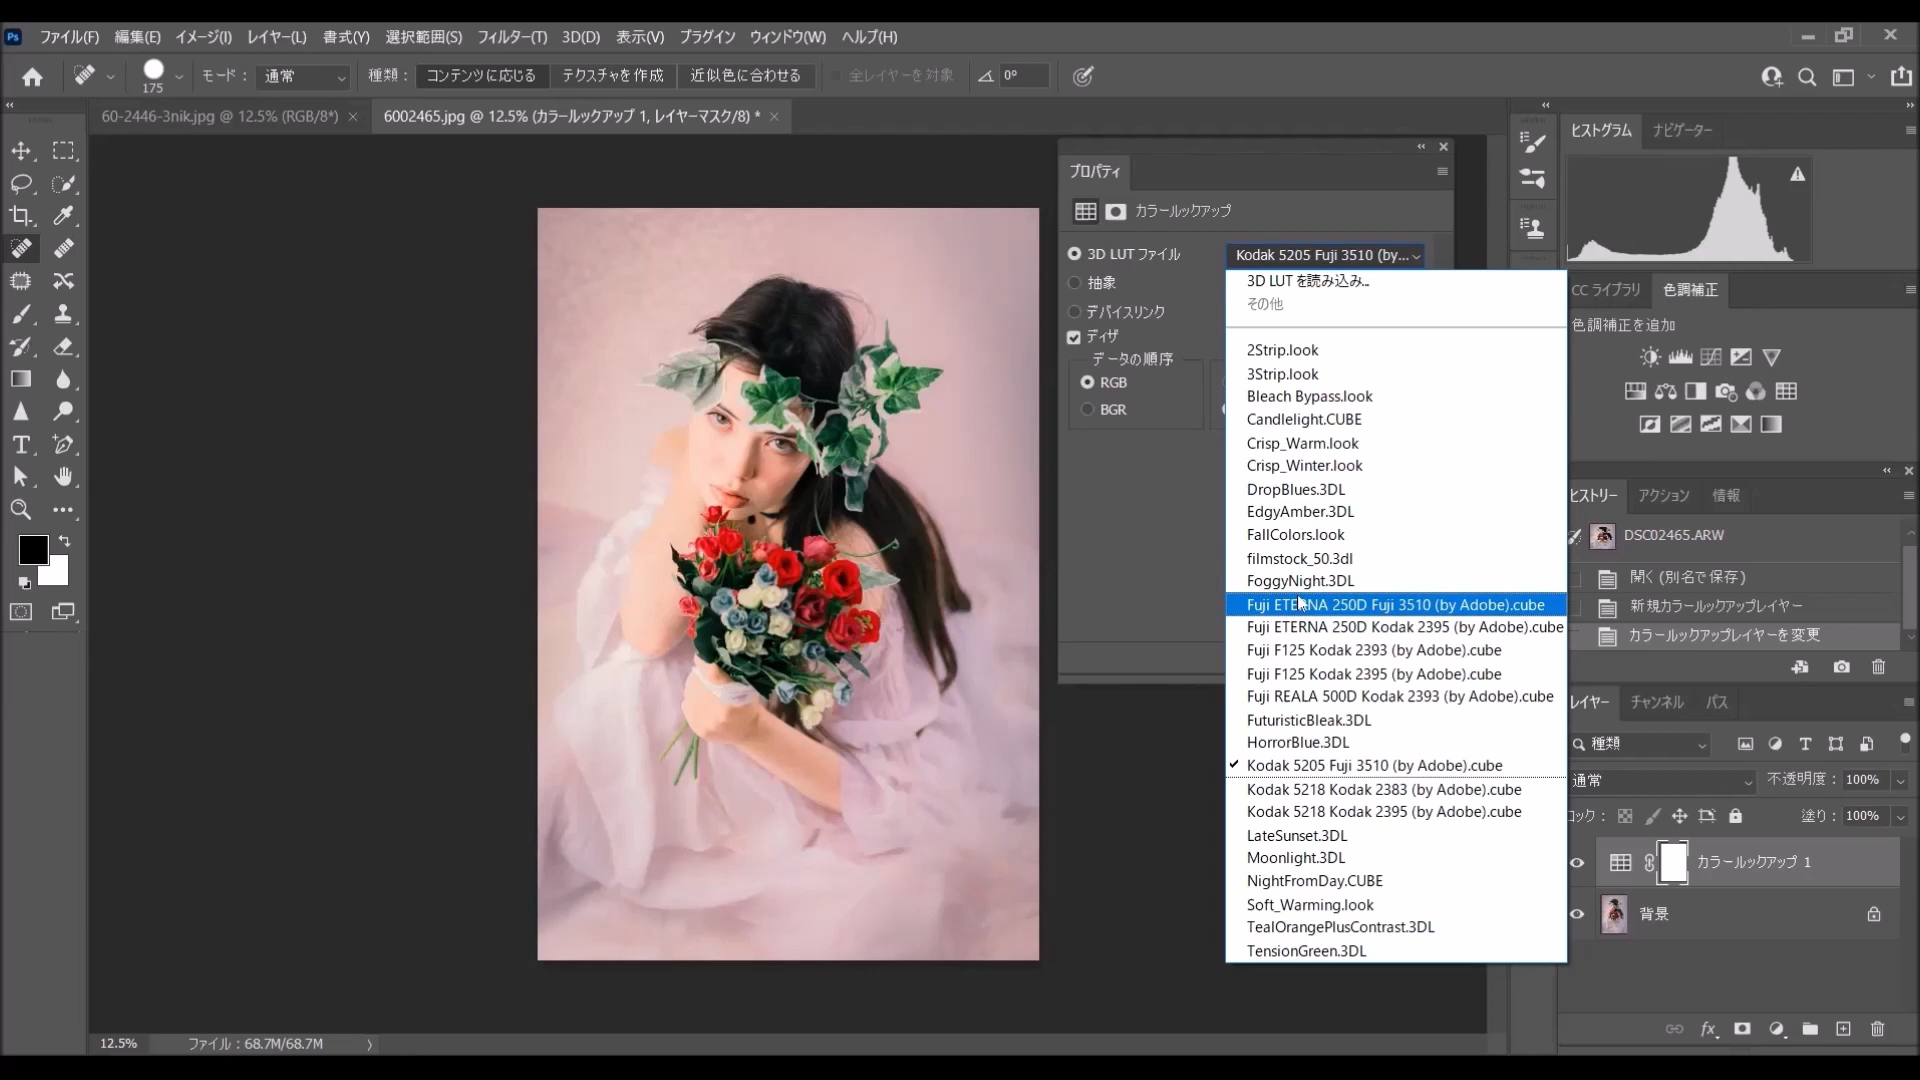 Ps ファイル(F) 編集(E) イメージ(I) レイヤー(L) 書式(Y) 選択範囲(S) フィルター(T) 3D(D) 表示(V) プラグイン ウィンドウ(W) ヘルプ(H)
175 モード： 通常 種類： コンテンツに応じる テクスチャを作成 近似色に合わせる 全レイヤーを対象 0°
60-2446-3nik.jpg @ 12.5% (RGB/8*) × 6002465.jpg @ 12.5% (カラールックアップ 1, レイヤーマスク/8) * ×
プロパティ
カラールックアップ
3D LUT ファイル Kodak 5205 Fuji 3510 (by...
抽象
デバイスリンク
ディザ
データの順序
RGB
BGR
3D LUT を読み込み...
その他
2Strip.look
3Strip.look
Bleach Bypass.look
Candlelight.CUBE
Crisp_Warm.look
Crisp_Winter.look
DropBlues.3DL
EdgyAmber.3DL
FallColors.look
filmstock_50.3dl
FoggyNight.3DL
Fuji ETERNA 250D Fuji 3510 (by Adobe).cube
Fuji ETERNA 250D Kodak 2395 (by Adobe).cube
Fuji F125 Kodak 2393 (by Adobe).cube
Fuji F125 Kodak 2395 (by Adobe).cube
Fuji REALA 500D Kodak 2393 (by Adobe).cube
FuturisticBleak.3DL
HorrorBlue.3DL
Kodak 5205 Fuji 3510 (by Adobe).cube
Kodak 5218 Kodak 2383 (by Adobe).cube
Kodak 5218 Kodak 2395 (by Adobe).cube
LateSunset.3DL
Moonlight.3DL
NightFromDay.CUBE
Soft_Warming.look
TealOrangePlusContrast.3DL
TensionGreen.3DL
ヒストグラム ナビゲーター
CC ライブラリ 色調補正
色調補正を追加
ヒストリー アクション 情報
DSC02465.ARW
開く (別名で保存)
新規カラールックアップレイヤー
カラールックアップレイヤーを変更
レイヤー チャンネル パス
種類
通常 不透明度： 100%
ロック： 塗り： 100%
カラールックアップ 1
背景
fx
12.5% ファイル : 68.7M/68.7M